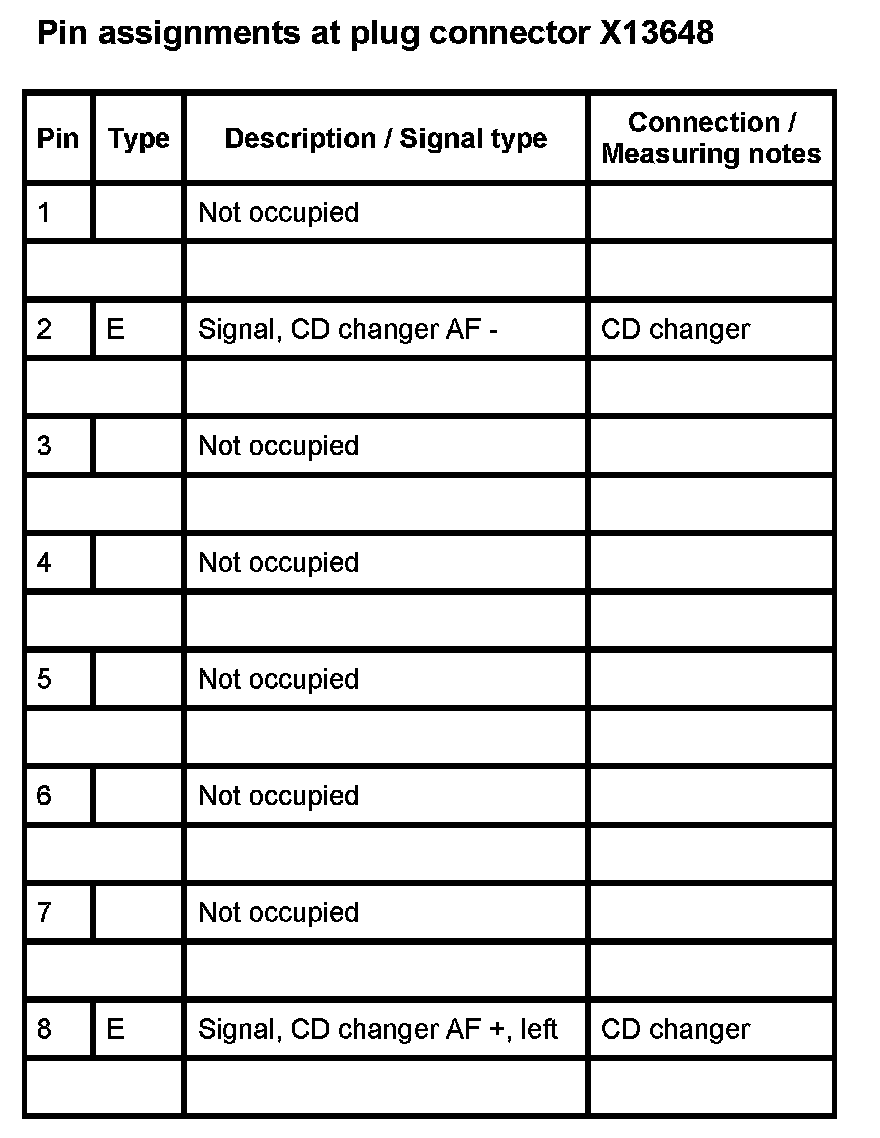 Pin assignments at plug connector X13648
Pin Type Description / Signal type Connection / Measuring notes
1 Not occupied
2 E Signal, CD changer AF - CD changer
3 Not occupied
4 Not occupied
5 Not occupied
6 Not occupied
7 Not occupied
8 E Signal, CD changer AF +, left CD changer